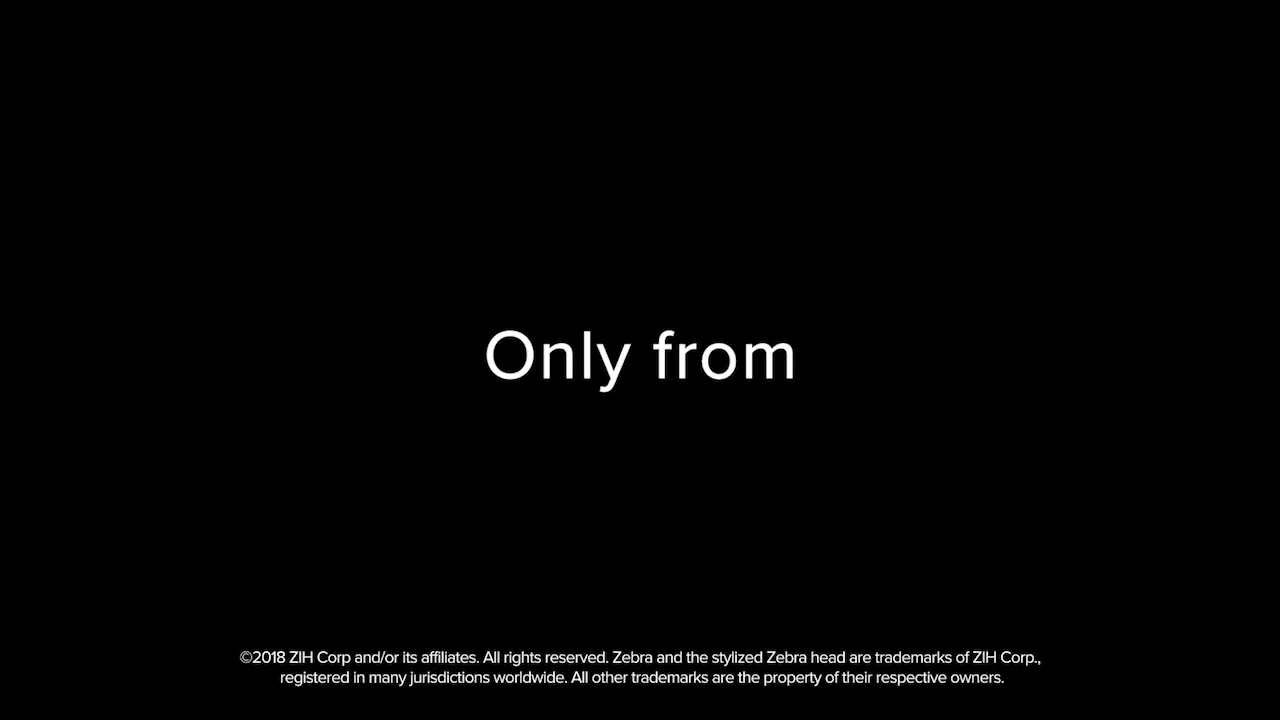 Only from
©2018 ZIH Corp and/or its affiliates. All rights reserved. Zebra and the stylized Zebra head are trademarks of ZIH Corp.,
registered in many jurisdictions worldwide. All other trademarks are the property of their respective owners.